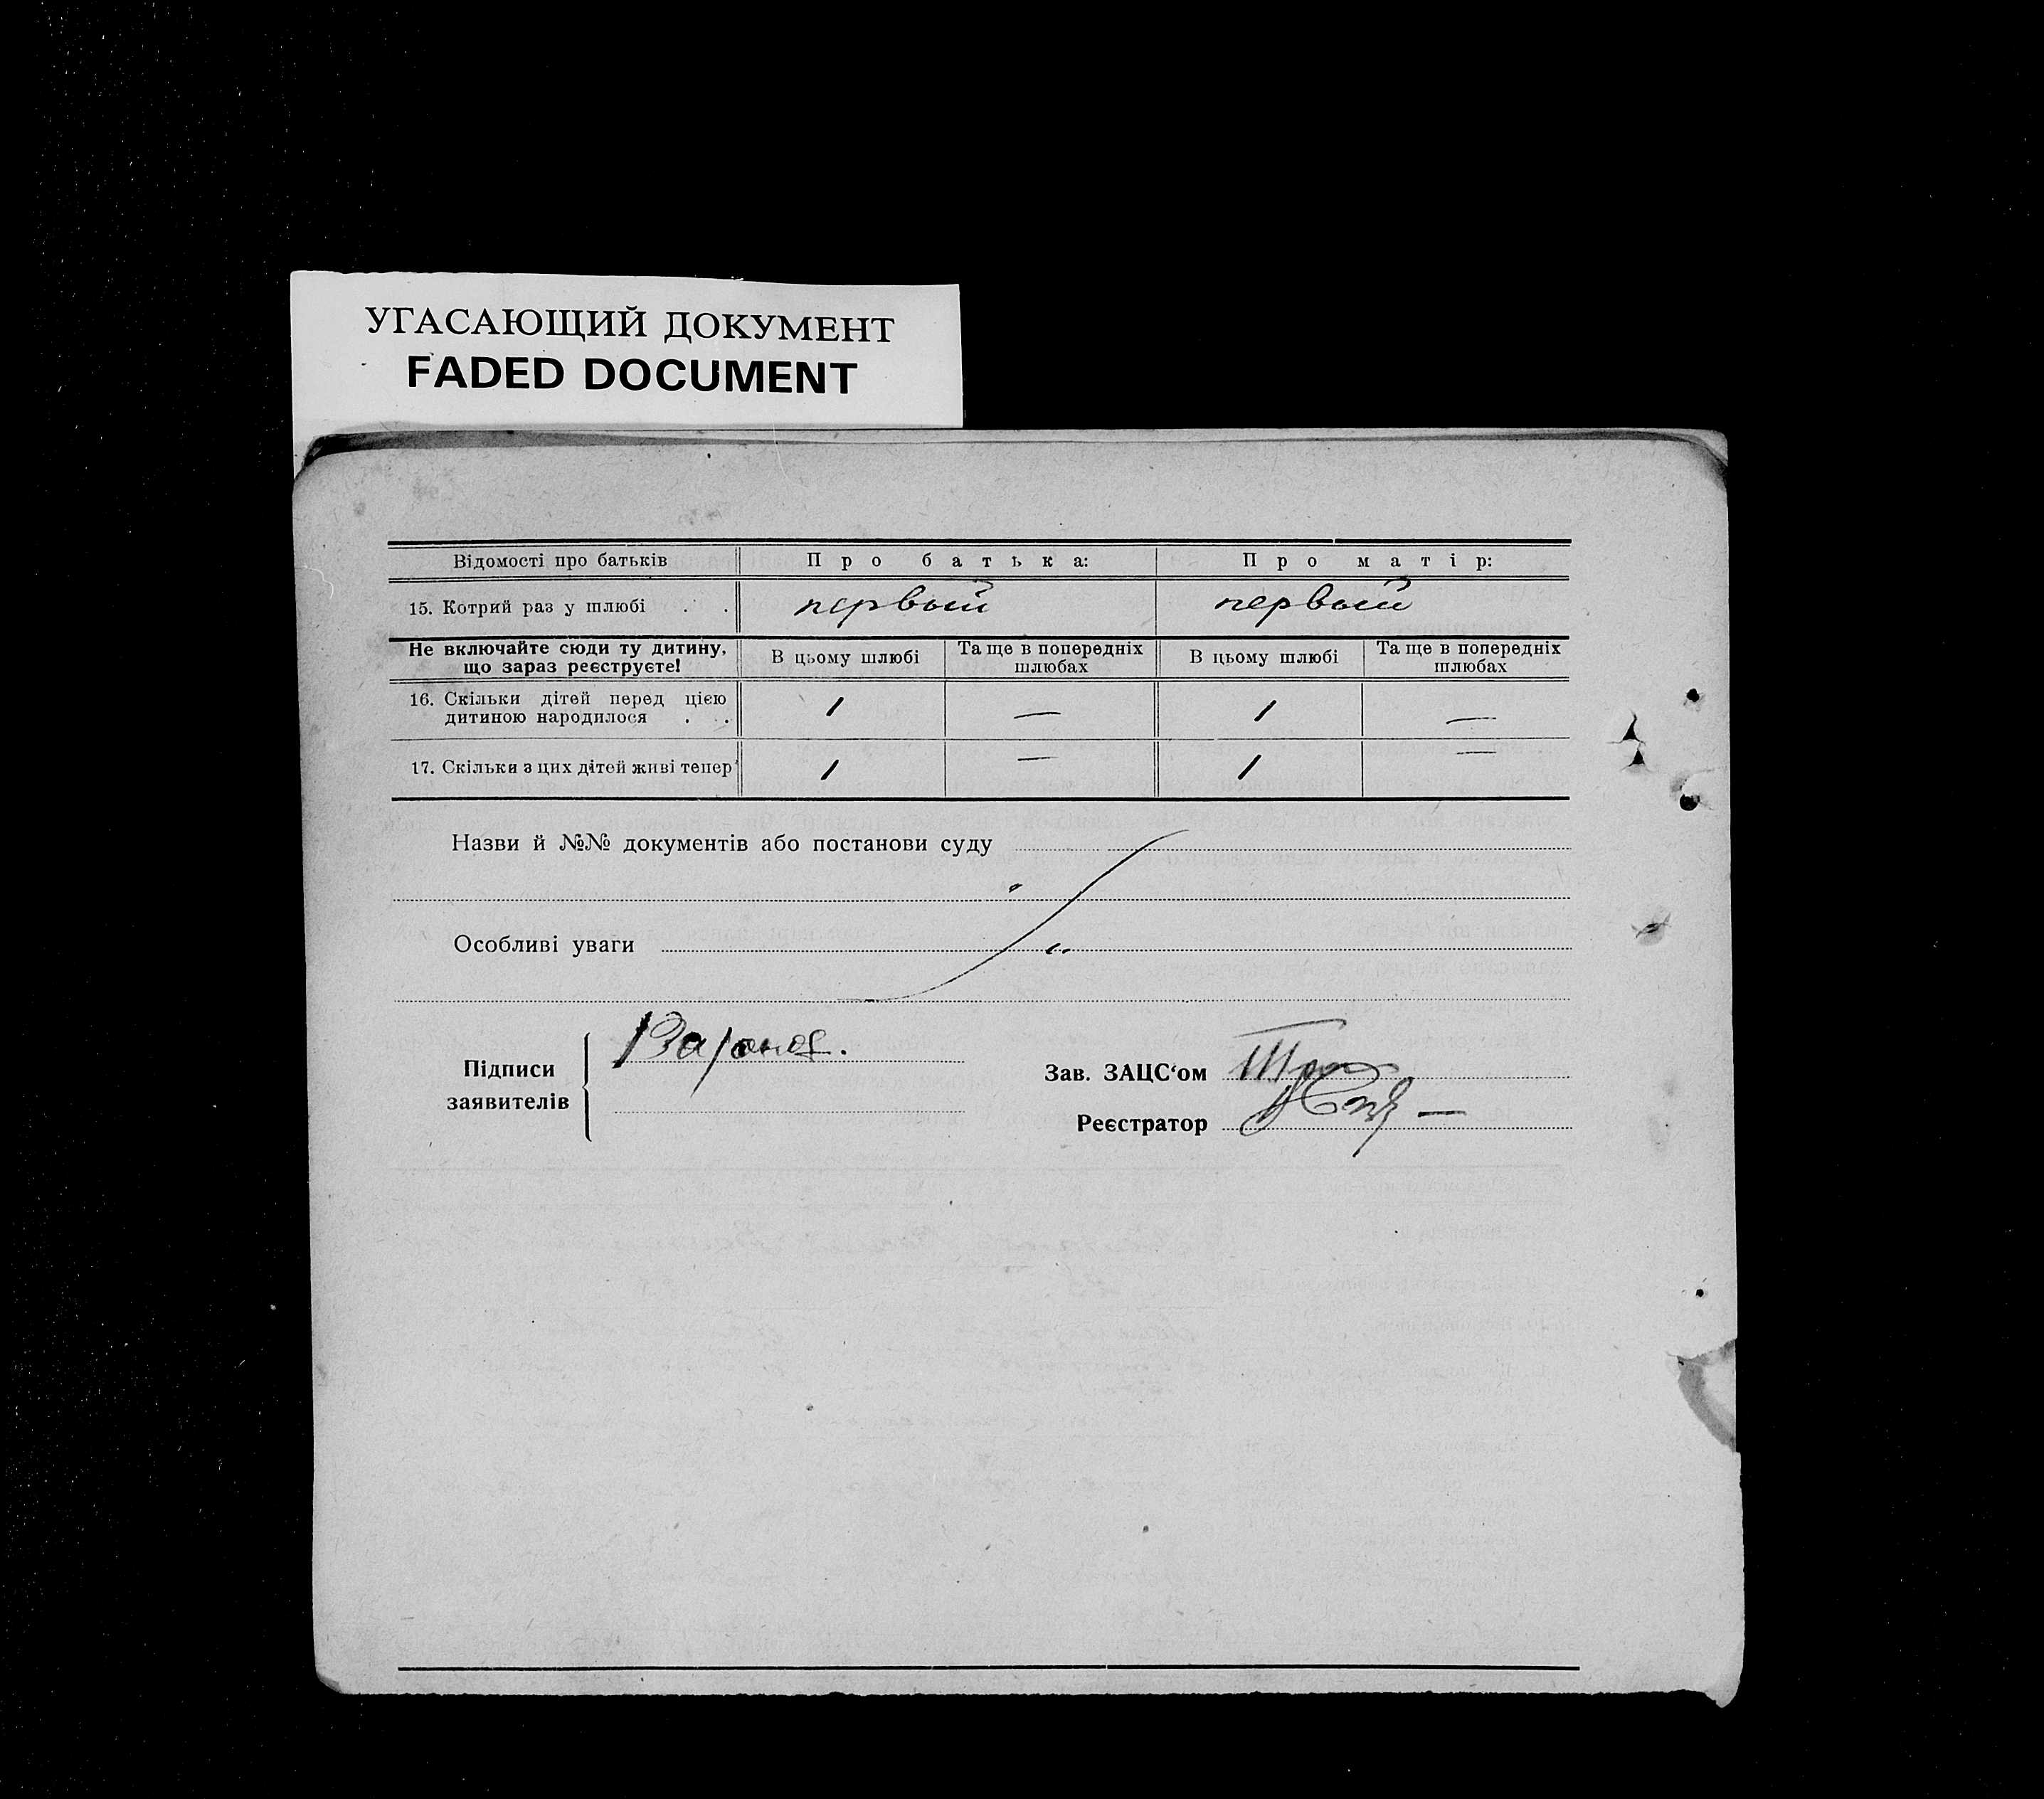 УГАСАЮЩИЙ ДОКУМЕНТ
FADED DOCUMENT
Відомості про батьків Про батька: Про матір:
15. Котрий раз у шлюбі . . первый первый
Не включайте сюди ту дитину, що зараз реєструєте! В цьому шлюбі Та ще в попередніх шлюбах В цьому шлюбі Та ще в попередніх шлюбах
16. Скільки дітей перед цією дитиною народилося . . 1 — 1 —
17. Скільки з цих дітей живі тепер 1 — 1 —
Назви й №№ документів або постанови суду
Особливі уваги
Підписи заявителів
Зав. ЗАЦС‘ом
Реєстратор